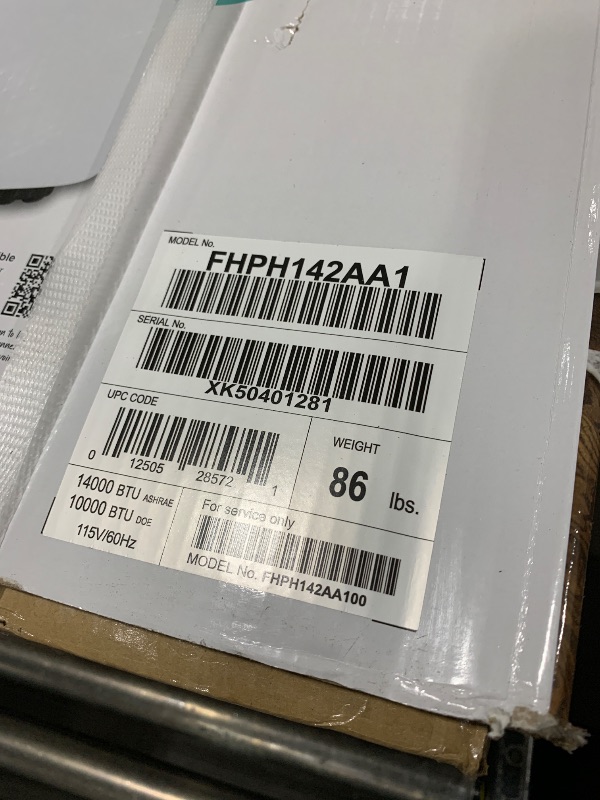 MODEL No.
FHPH142AA1
SERIAL No.
XK50401281
UPC CODE
0 12505 28572 1
WEIGHT
86 lbs.
14000 BTU ASHRAE
10000 BTU DOE
115V/60Hz
For service only
MODEL No. FHPH142AA100